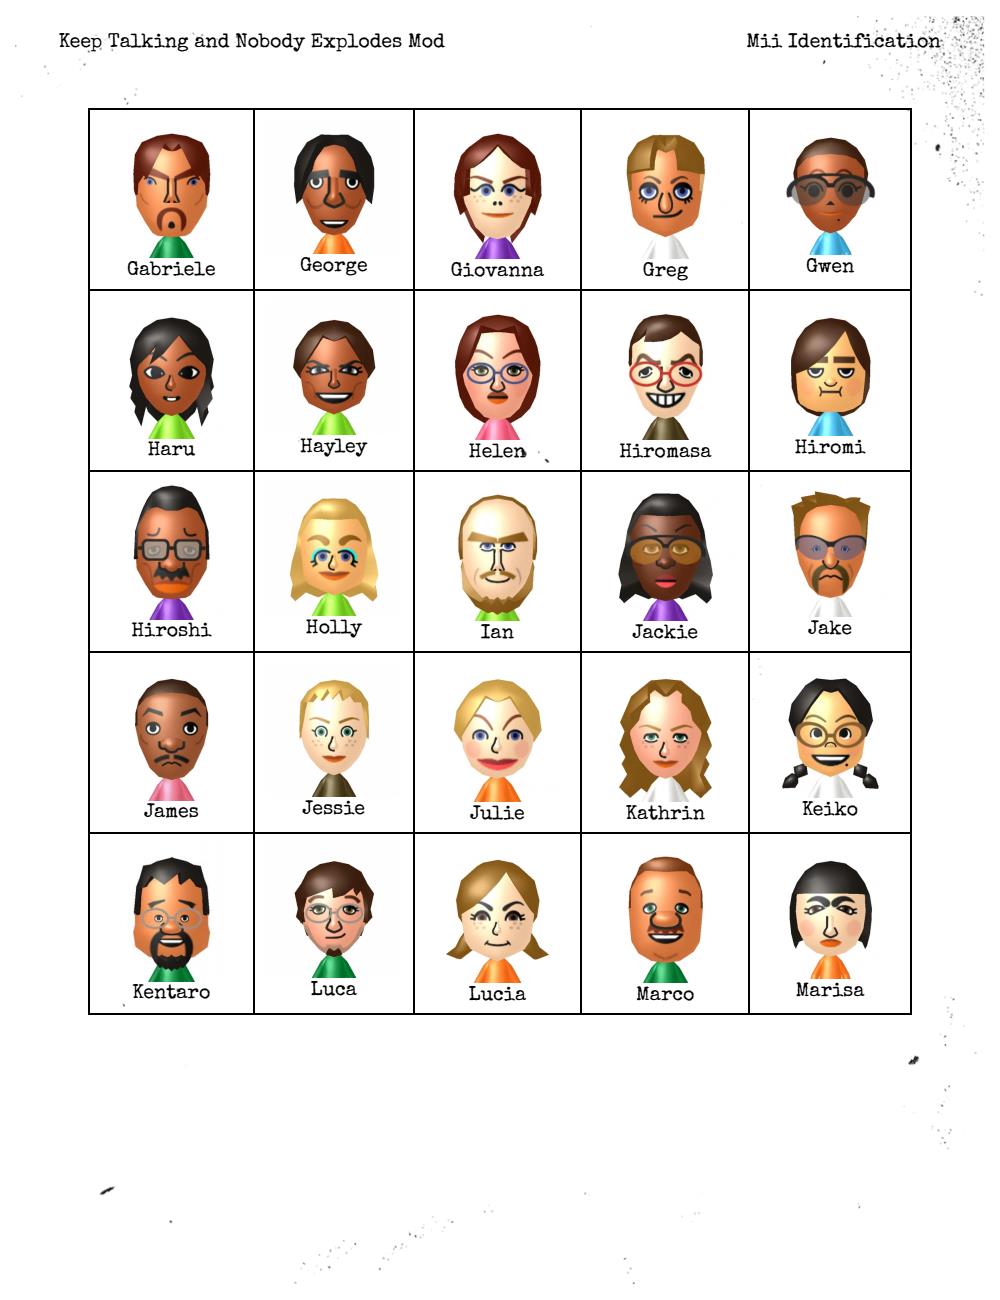 Keep Talking and Nobody Explodes Mod Mii Identification
Gabriele George Giovanna Greg Gwen
Haru Hayley Helen Hiromasa Hiromi
Hiroshi Holly Ian Jackie Jake
James Jessie Julie Kathrin Keiko
Kentaro Luca Lucia Marco Marisa